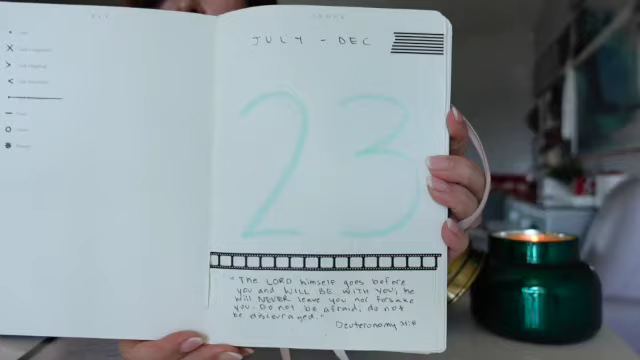 KEY
JULY - DEC
23
"The LORD himself goes before
you and WILL BE WITH YOU; he
will NEVER leave you nor forsake
you. Do not be afraid; do not
be discouraged."
Deuteronomy 31:8